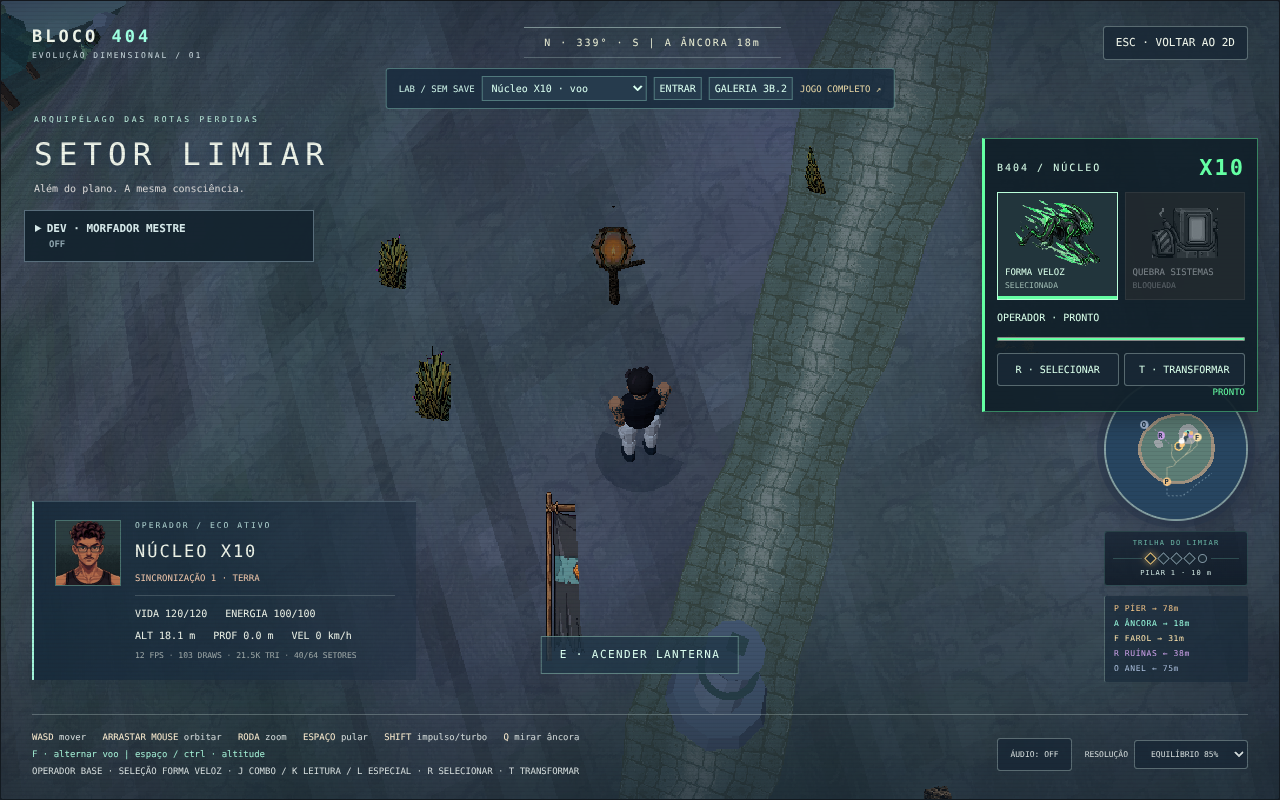 BLOCO 404
EVOLUÇÃO DIMENSIONAL / 01
N · 339° · S | A ÂNCORA 18m
ESC · VOLTAR AO 2D
LAB / SEM SAVE
Núcleo X10 · voo
ENTRAR
GALERIA 3B.2
JOGO COMPLETO ↗
ARQUIPÉLAGO DAS ROTAS PERDIDAS
SETOR LIMIAR
Além do plano. A mesma consciência.
▶ DEV · MORFADOR MESTRE
OFF
B404 / NÚCLEO
X10
FORMA VELOZ
SELECIONADA
QUEBRA SISTEMAS
BLOQUEADA
OPERADOR · PRONTO
R · SELECIONAR
T · TRANSFORMAR
PRONTO
O
R
F
P
TRILHA DO LIMIAR
PILAR 1 · 10 m
P PÍER → 78m
A ÂNCORA → 18m
F FAROL → 31m
R RUÍNAS ← 38m
O ANEL ← 75m
OPERADOR / ECO ATIVO
NÚCLEO X10
SINCRONIZAÇÃO 1 · TERRA
VIDA 120/120 ENERGIA 100/100
ALT 18.1 m PROF 0.0 m VEL 0 km/h
12 FPS · 103 DRAWS · 21.5K TRI · 40/64 SETORES
E · ACENDER LANTERNA
WASD mover ARRASTAR MOUSE orbitar RODA zoom ESPAÇO pular SHIFT impulso/turbo Q mirar âncora
F · alternar voo | espaço / ctrl · altitude
OPERADOR BASE · SELEÇÃO FORMA VELOZ · J COMBO / K LEITURA / L ESPECIAL · R SELECIONAR · T TRANSFORMAR
ÁUDIO: OFF
RESOLUÇÃO
EQUILÍBRIO 85%